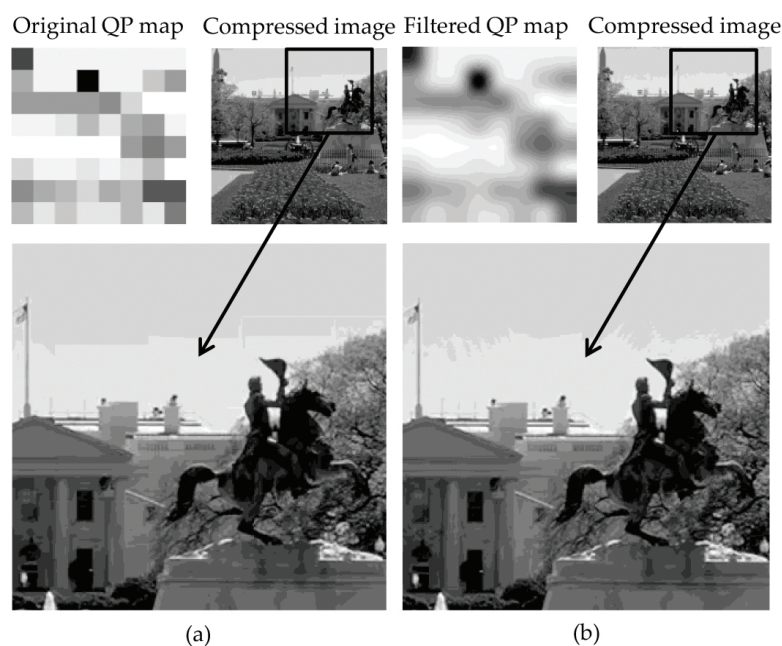 Original QP map
Compressed image
Filtered QP map
Compressed image
(a)
(b)